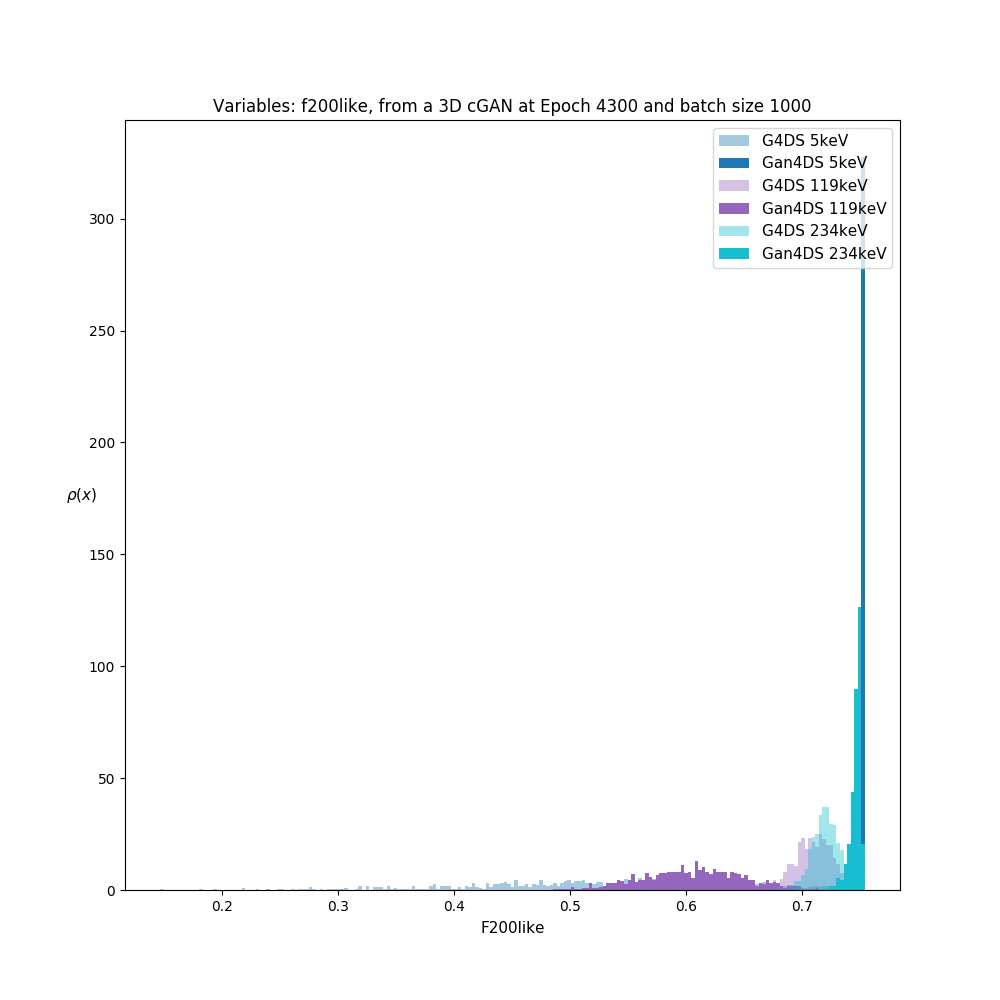 Variables: f200like, from a 3D cGAN at Epoch 4300 and batch size 1000
G4DS 5keV
Gan4DS 5keV
G4DS 119keV
Gan4DS 119keV
G4DS 234keV
Gan4DS 234keV
300
250
200
ρ(x)
150
100
50
0
0.2 0.3 0.4 0.5 0.6 0.7
F200like